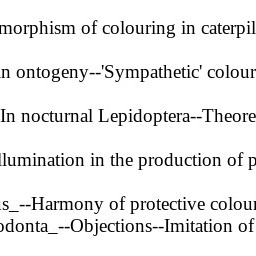 morphism of colouring in caterpil
n ontogeny--'Sympathetic' colour
In nocturnal Lepidoptera--Theore
llumination in the production of p
s_--Harmony of protective colour
odonta_--Objections--Imitation of